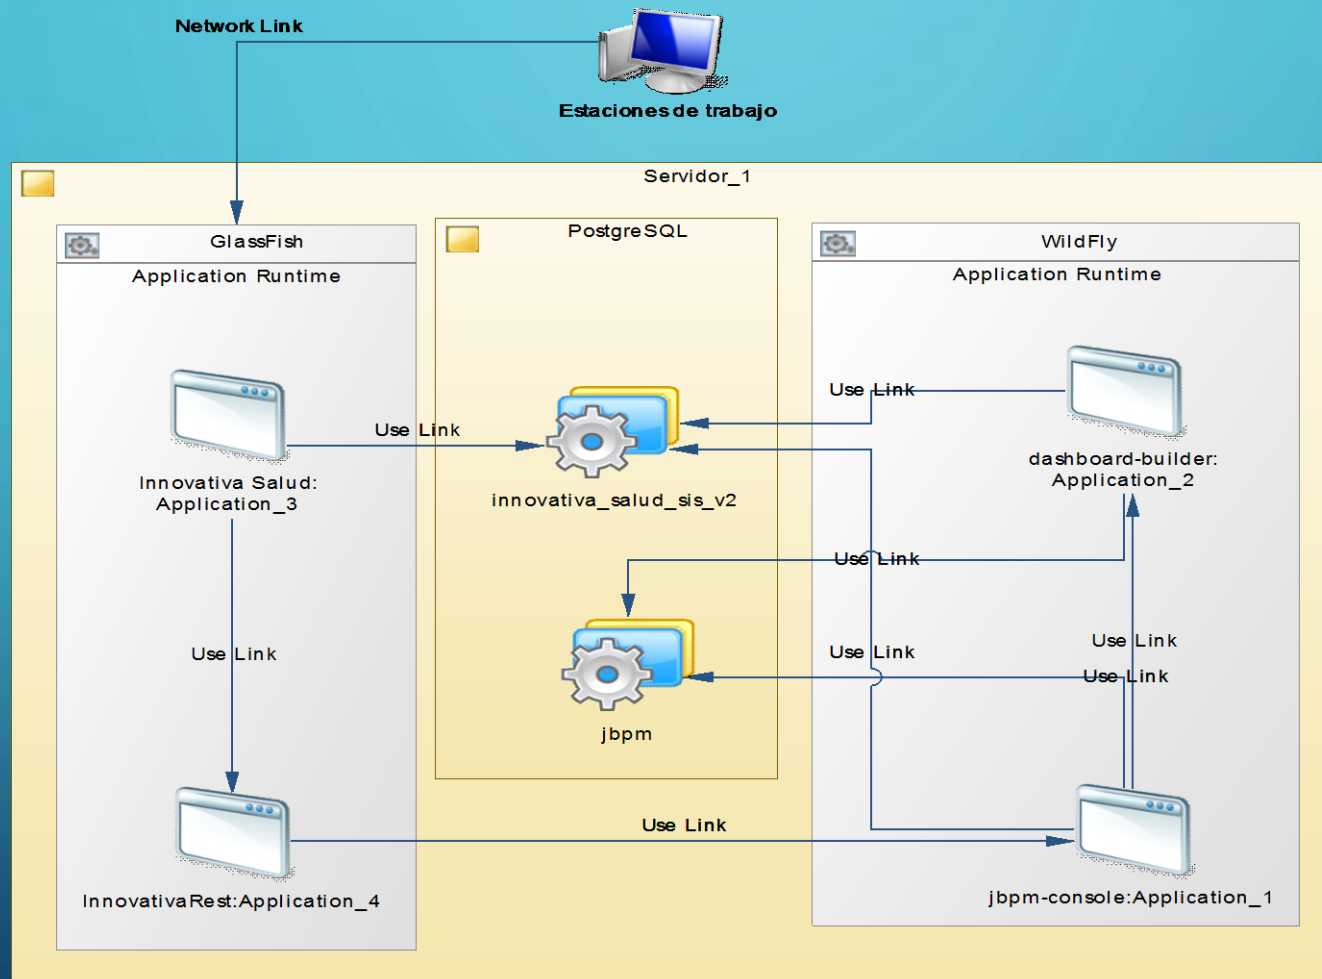 Network Link
Estaciones de trabajo
Servidor_1
GlassFish
Application Runtime
PostgreSQL
WildFly
Application Runtime
Use Link
Use Link
Innovativa Salud:
Application_3
innovativa_salud_sis_v2
dashboard-builder:
Application_2
Use Link
Use Link
Use Link
Use Link
Use Link
jbpm
Use Link
InnovativaRest:Application_4
jbpm-console:Application_1